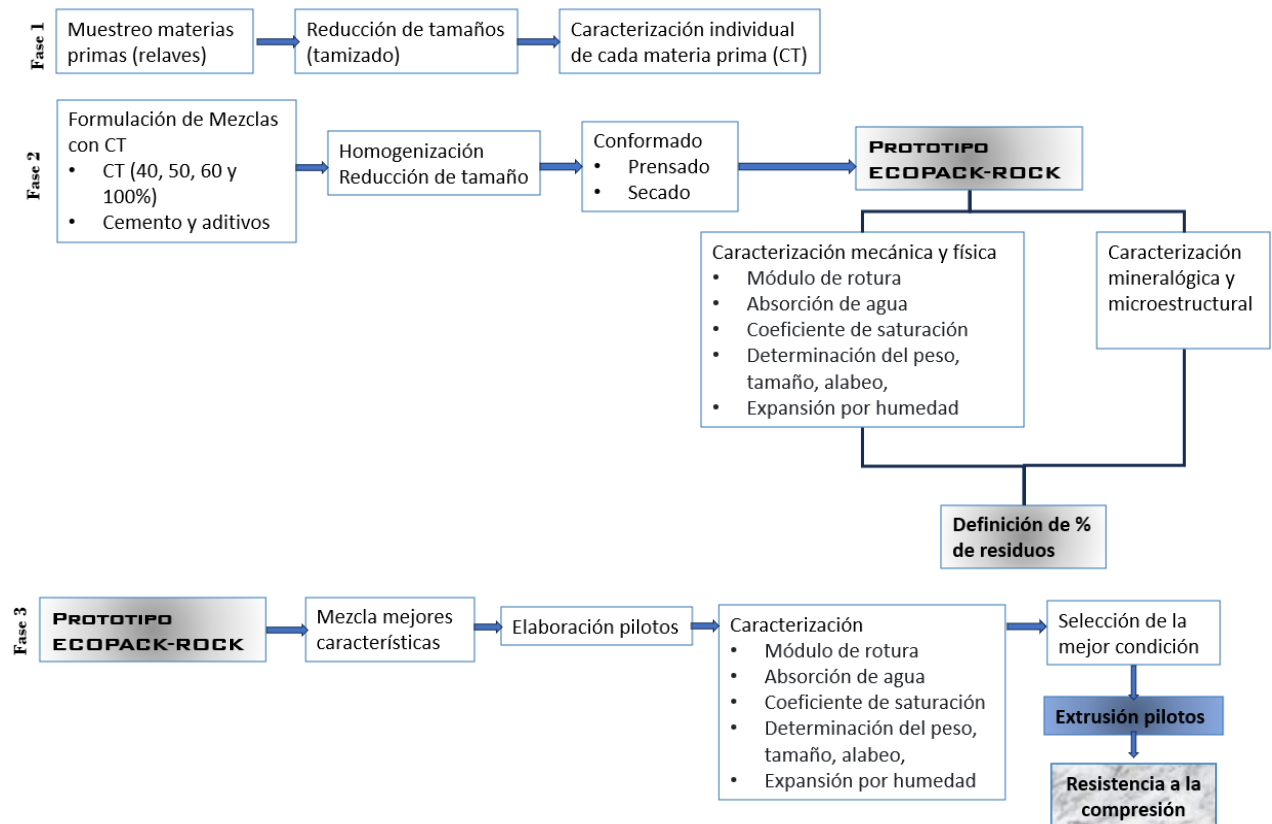 Fase 1
Muestreo materias
primas (relaves)
Reducción de tamaños
(tamizado)
Caracterización individual
de cada materia prima (CT)
Fase 2
Formulación de Mezclas
con CT
• CT (40, 50, 60 y
100%)
• Cemento y aditivos
Homogenización
Reducción de tamaño
Conformado
• Prensado
• Secado
PROTOTIPO
ECOPACK-ROCK
Caracterización mecánica y física
• Módulo de rotura
• Absorción de agua
• Coeficiente de saturación
• Determinación del peso,
tamaño, alabeo,
• Expansión por humedad
Caracterización
mineralógica y
microestructural
Definición de %
de residuos
Fase 3
PROTOTIPO
ECOPACK-ROCK
Mezcla mejores
características
Elaboración pilotos
Caracterización
• Módulo de rotura
• Absorción de agua
• Coeficiente de saturación
• Determinación del peso,
tamaño, alabeo,
• Expansión por humedad
Selección de la
mejor condición
Extrusión pilotos
Resistencia a la
compresión